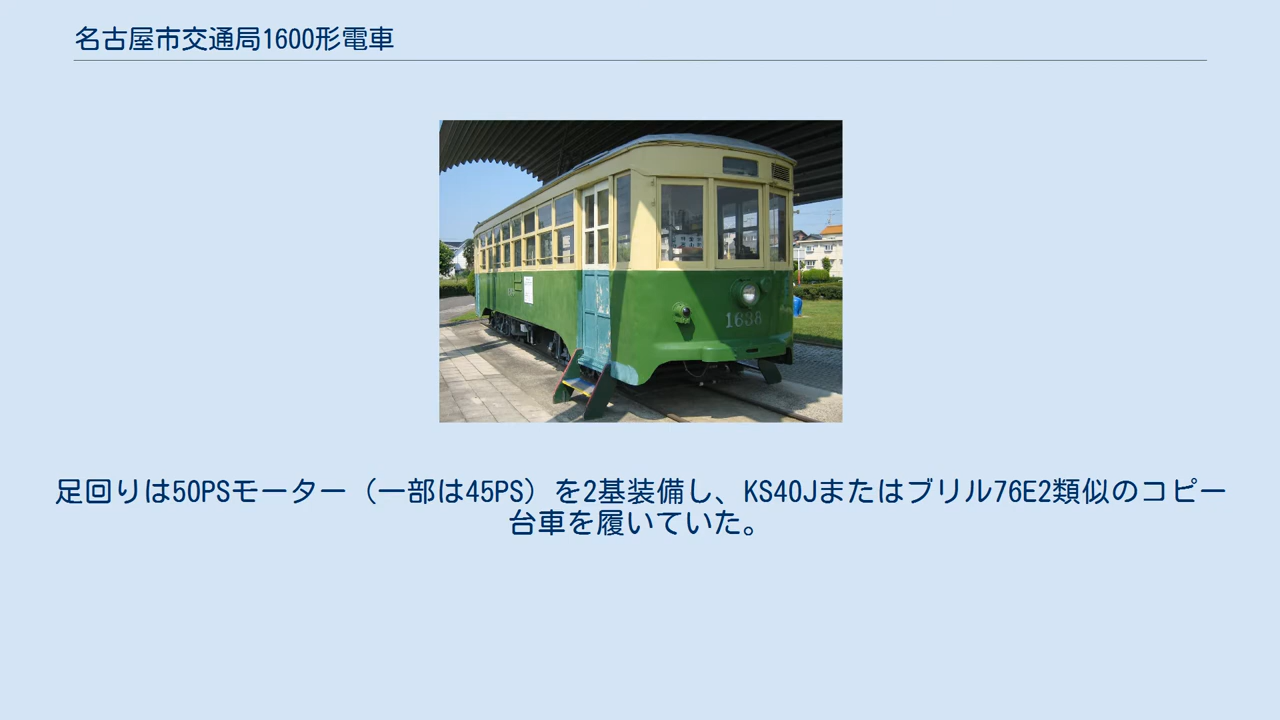 名古屋市交通局1600形電車
1638
足回りは50PSモーター（一部は45PS）を2基装備し、KS40Jまたはブリル76E2類似のコピー
台車を履いていた。